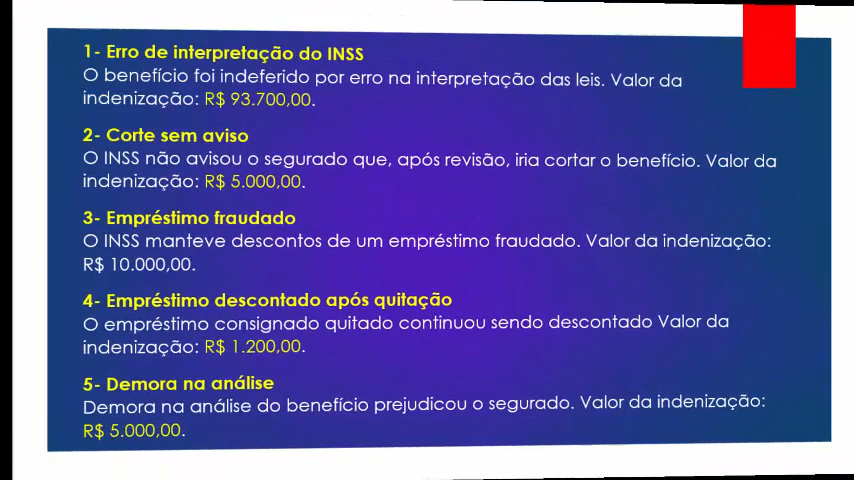 1- Erro de interpretação do INSS
O benefício foi indeferido por erro na interpretação das leis. Valor da
indenização: R$ 93.700,00.
2- Corte sem aviso
O INSS não avisou o segurado que, após revisão, iria cortar o benefício. Valor da
indenização: R$ 5.000,00.
3- Empréstimo fraudado
O INSS manteve descontos de um empréstimo fraudado. Valor da indenização:
R$ 10.000,00.
4- Empréstimo descontado após quitação
O empréstimo consignado quitado continuou sendo descontado Valor da
indenização: R$ 1.200,00.
5- Demora na análise
Demora na análise do benefício prejudicou o segurado. Valor da indenização:
R$ 5.000,00.